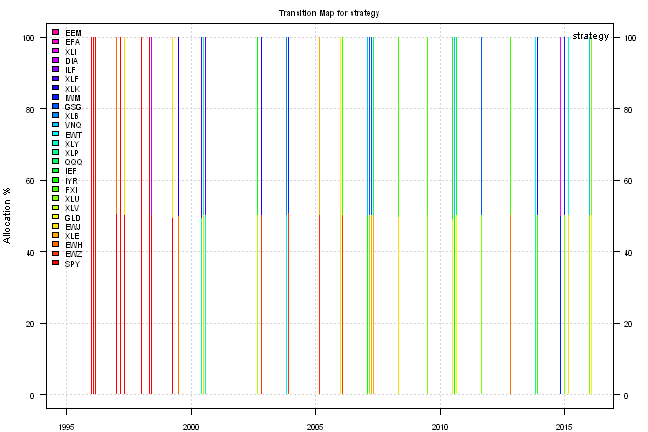 Transition Map for strategy
strategy
Allocation %
100
80
60
40
20
0
EEM
EFA
XLI
DIA
ILF
XLF
XLK
IWM
GSG
XLB
VNQ
EWT
XLY
XLP
QQQ
IEF
IYR
FXI
XLU
XLV
GLD
EWJ
XLE
EWH
EWZ
SPY
100
80
60
40
20
0
1995
2000
2005
2010
2015